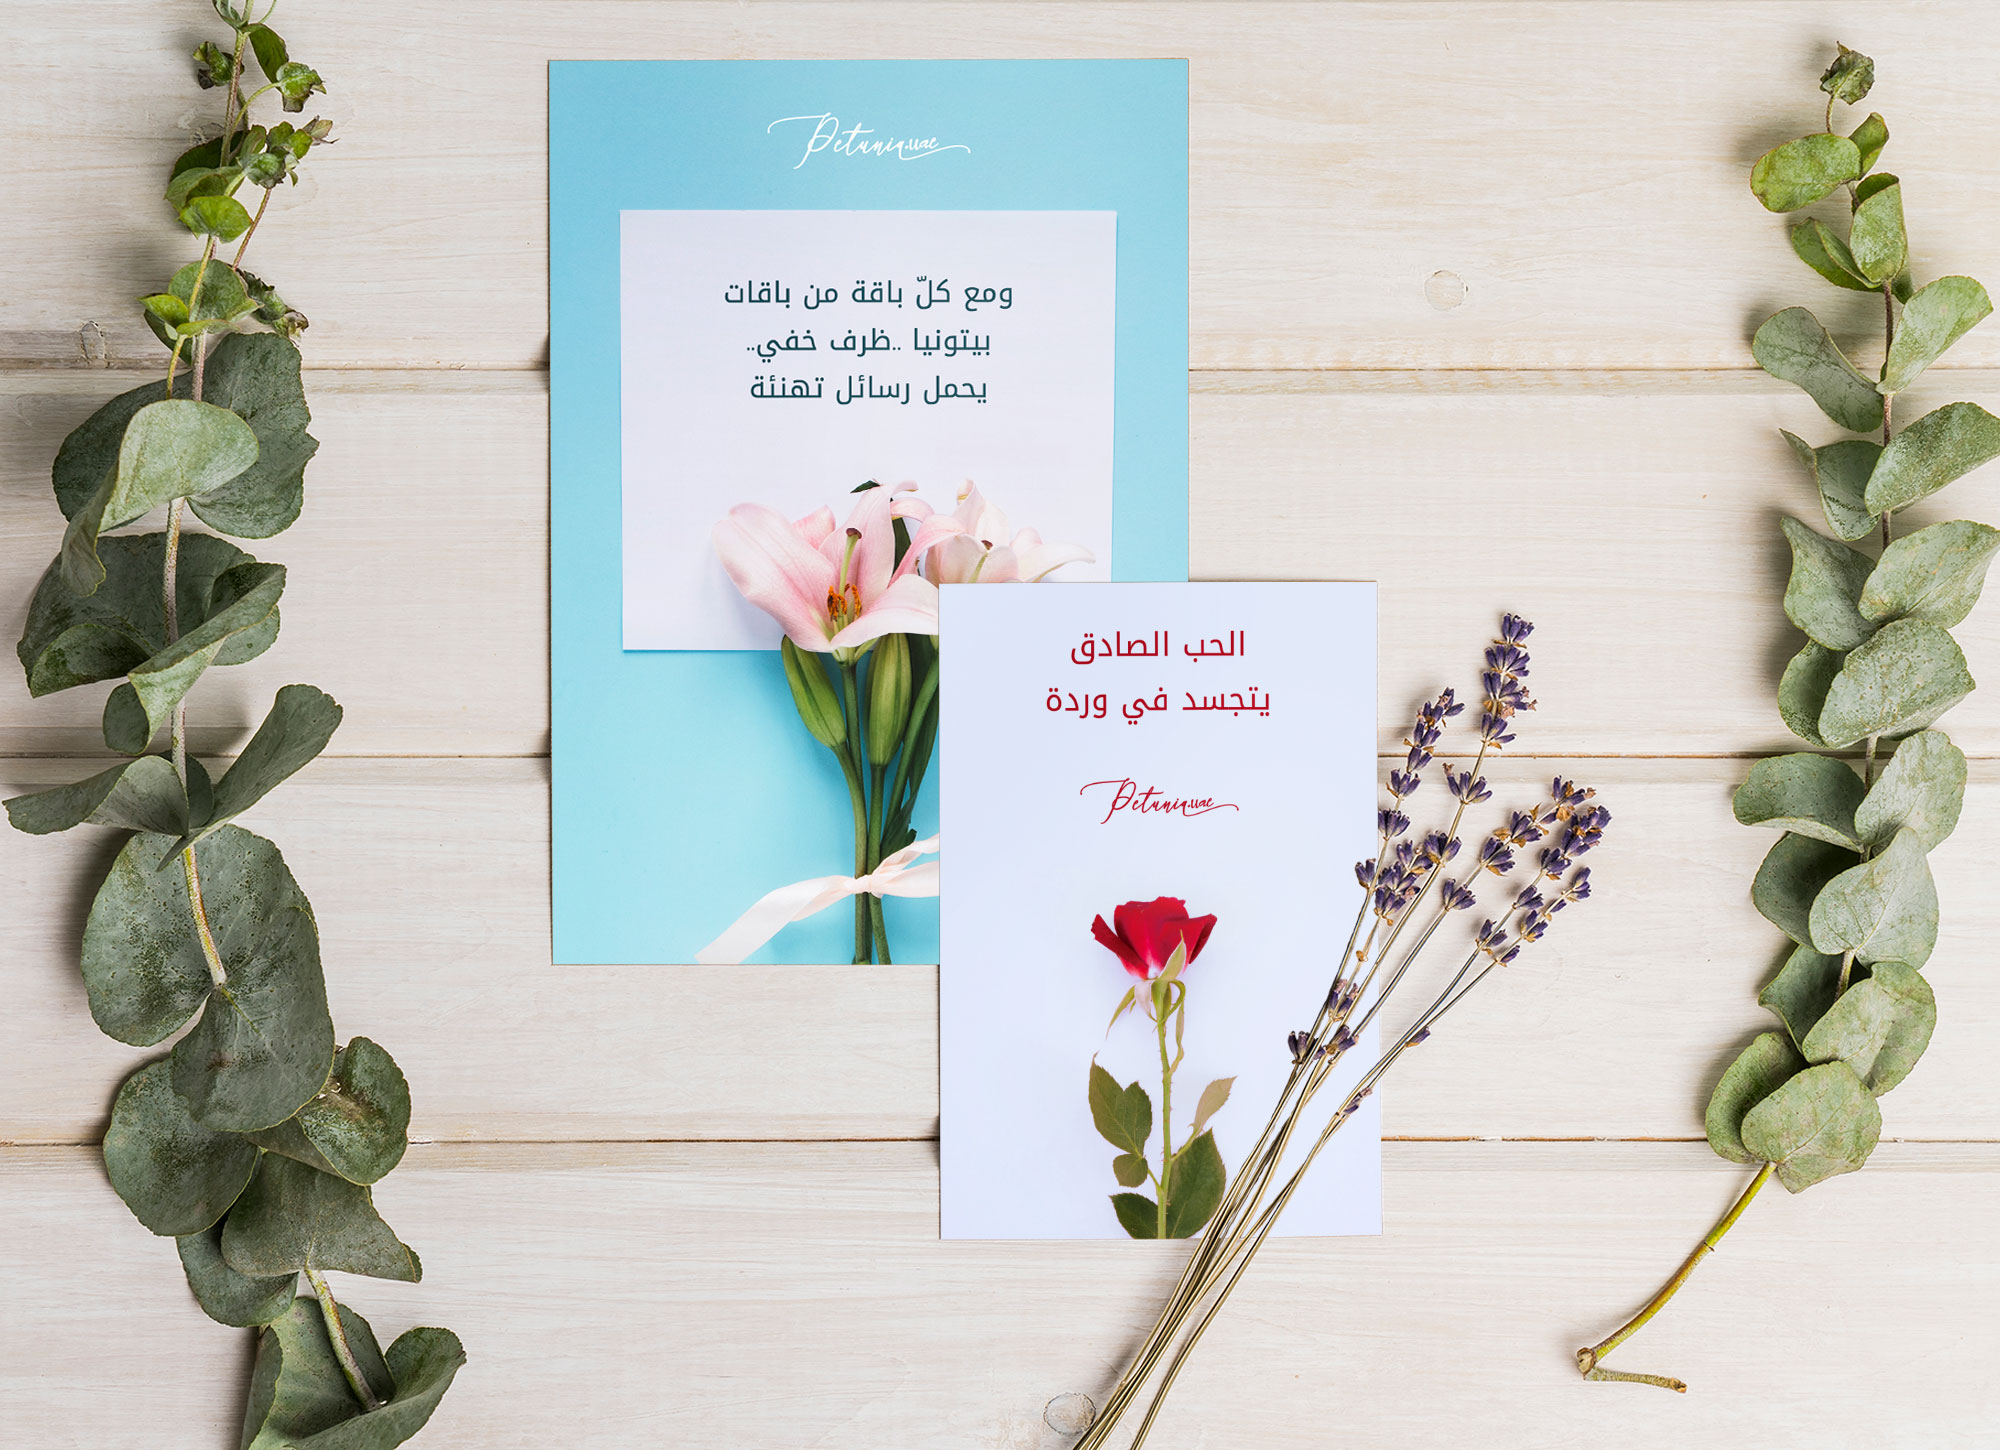 Petunia.uae
ومع كلّ باقة من باقات
بيتونيا ..ظرف خفي..
يحمل رسائل تهنئة
الحب الصادق
يتجسد في وردة
Petunia.uae